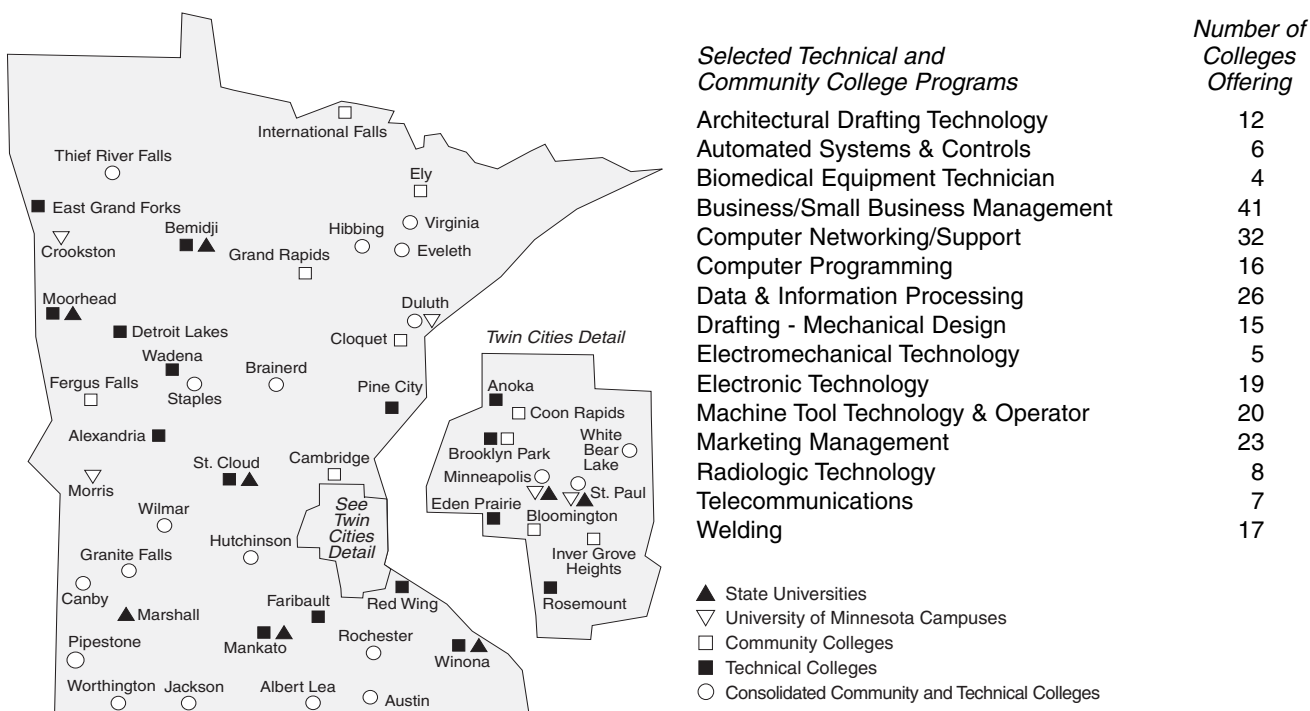 International Falls
Thief River Falls
Ely
East Grand Forks
Virginia
Bemidji
Hibbing
Crookston
Eveleth
Grand Rapids
Moorhead
Duluth
Detroit Lakes
Cloquet
Wadena
Fergus Falls
Brainerd
Staples
Pine City
Alexandria
St. Cloud
Cambridge
Morris
See
Twin
Cities
Detail
Wilmar
Hutchinson
Granite Falls
Canby
Marshall
Faribault
Red Wing
Pipestone
Mankato
Rochester
Winona
Worthington
Jackson
Albert Lea
Austin
Twin Cities Detail
Anoka
Coon Rapids
Brooklyn Park
White
Bear
Lake
Minneapolis
St. Paul
Eden Prairie
Bloomington
Inver Grove
Heights
Rosemount
Selected Technical and
Community College Programs
Number of
Colleges
Offering
Architectural Drafting Technology 12
Automated Systems & Controls 6
Biomedical Equipment Technician 4
Business/Small Business Management 41
Computer Networking/Support 32
Computer Programming 16
Data & Information Processing 26
Drafting - Mechanical Design 15
Electromechanical Technology 5
Electronic Technology 19
Machine Tool Technology & Operator 20
Marketing Management 23
Radiologic Technology 8
Telecommunications 7
Welding 17
State Universities
University of Minnesota Campuses
Community Colleges
Technical Colleges
Consolidated Community and Technical Colleges